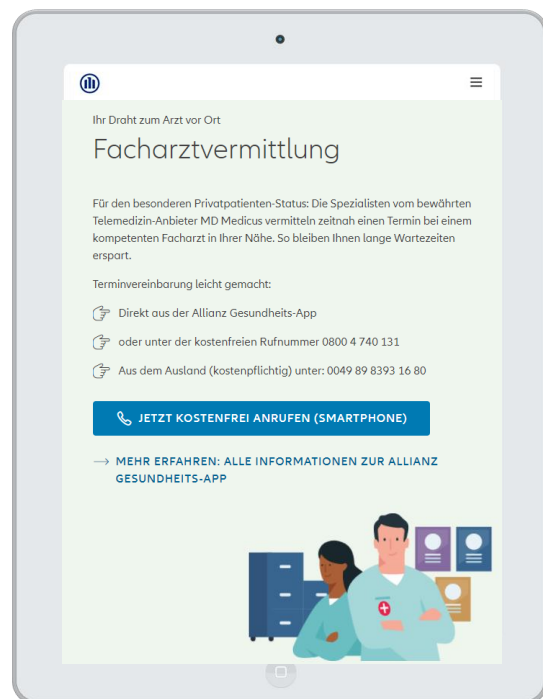 Ihr Draht zum Arzt vor Ort
Facharztvermittlung
Für den besonderen Privatpatienten-Status: Die Spezialisten vom bewährten
Telemedizin-Anbieter MD Medicus vermitteln zeitnah einen Termin bei einem
kompetenten Facharzt in Ihrer Nähe. So bleiben Ihnen lange Wartezeiten
erspart.
Terminvereinbarung leicht gemacht:
Direkt aus der Allianz Gesundheits-App
oder unter der kostenfreien Rufnummer 0800 4 740 131
Aus dem Ausland (kostenpflichtig) unter: 0049 89 8393 16 80
JETZT KOSTENFREI ANRUFEN (SMARTPHONE)
MEHR ERFAHREN: ALLE INFORMATIONEN ZUR ALLIANZ
GESUNDHEITS-APP